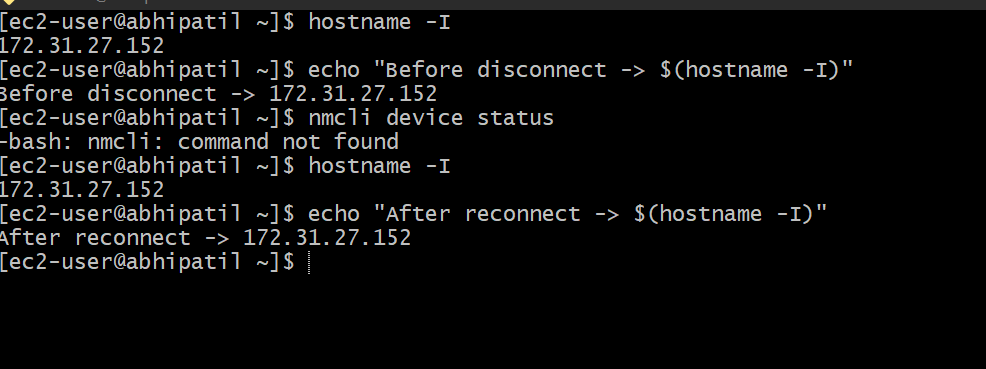 [ec2-user@abhipatil ~]$ hostname -I
172.31.27.152
[ec2-user@abhipatil ~]$ echo "Before disconnect -> $(hostname -I)"
Before disconnect -> 172.31.27.152
[ec2-user@abhipatil ~]$ nmcli device status
-bash: nmcli: command not found
[ec2-user@abhipatil ~]$ hostname -I
172.31.27.152
[ec2-user@abhipatil ~]$ echo "After reconnect -> $(hostname -I)"
After reconnect -> 172.31.27.152
[ec2-user@abhipatil ~]$